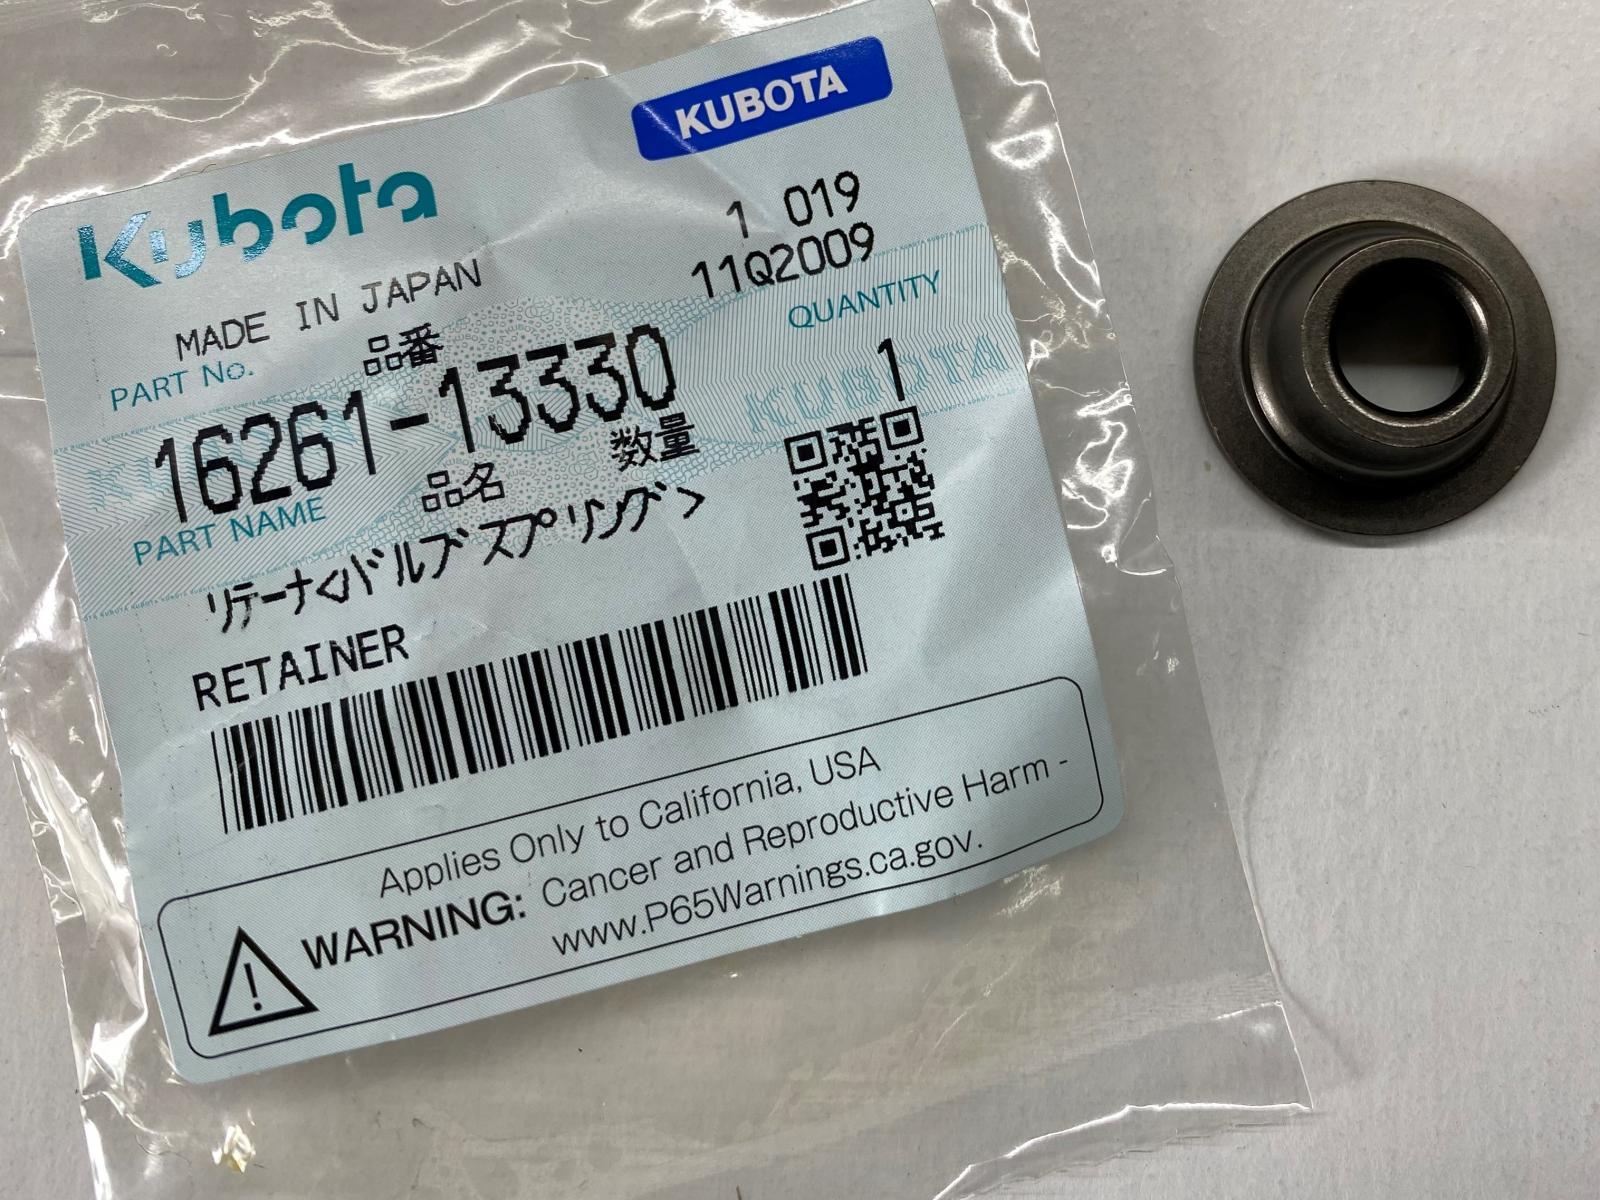 KUBOTA
Kubota
1 019
11Q2009
MADE IN JAPAN
QUANTITY
PART No.
品番
1
16261-13330
KUBOTA
数量
PART NAME
品名
リテーナ<バルブスプリング>
RETAINER
Applies Only to California, USA
WARNING: Cancer and Reproductive Harm -
www.P65Warnings.ca.gov.